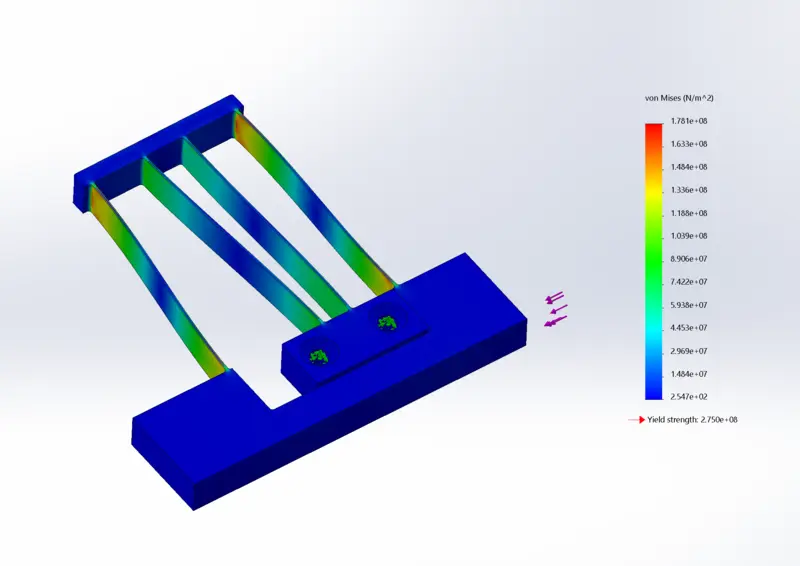 von Mises (N/m^2)
1.781e+08
1.633e+08
1.484e+08
1.336e+08
1.188e+08
1.039e+08
8.906e+07
7.422e+07
5.938e+07
4.453e+07
2.969e+07
1.484e+07
2.547e+02
Yield strength: 2.750e+08